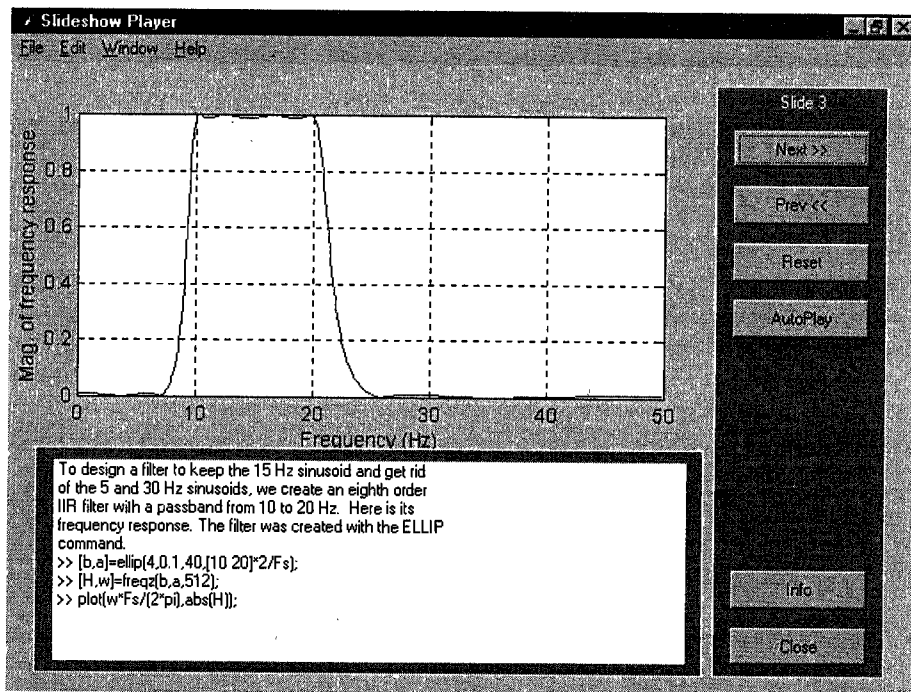 Slideshow Player
File Edit Window Help
Mag. of frequency response
1
0.8
0.6
0.4
0.2
0
0 10 20 30 40 50
Frequency (Hz)
To design a filter to keep the 15 Hz sinusoid and get rid
of the 5 and 30 Hz sinusoids, we create an eighth order
IIR filter with a passband from 10 to 20 Hz.  Here is its
frequency response. The filter was created with the ELLIP
command.
>> [b,a]=ellip(4,0.1,40,[10 20]*2/Fs);
>> [H,w]=freqz(b,a,512);
>> plot(w*Fs/(2*pi),abs(H));
Slide 3
Next >>
Prev <<
Reset
AutoPlay
Info
Close